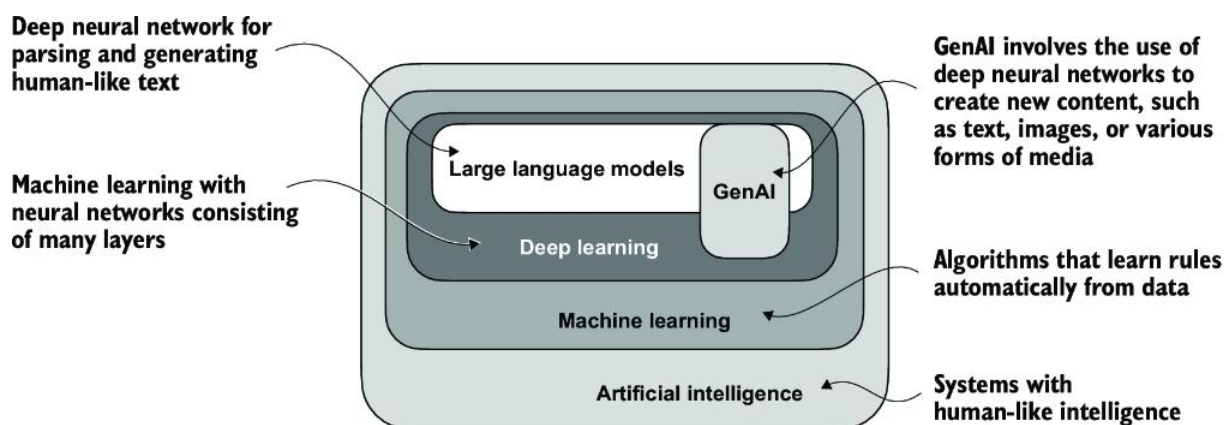 Deep neural network for
parsing and generating
human-like text
Machine learning with
neural networks consisting
of many layers
Large language models
GenAI
Deep learning
Machine learning
Artificial intelligence
GenAI involves the use of
deep neural networks to
create new content, such
as text, images, or various
forms of media
Algorithms that learn rules
automatically from data
Systems with
human-like intelligence